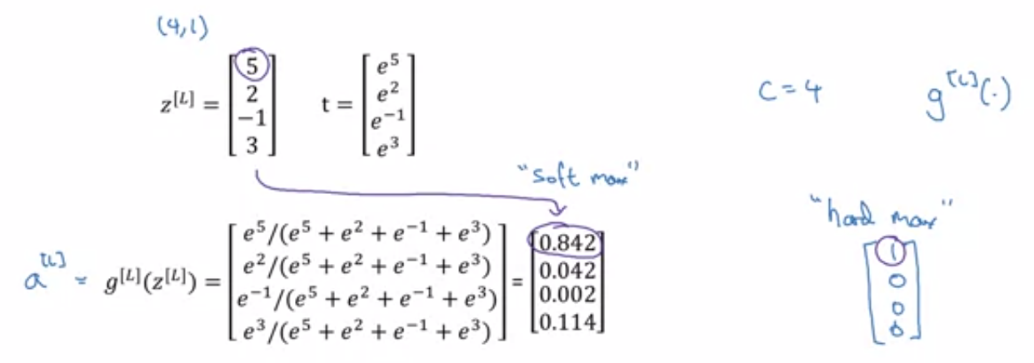 (4,1)
z^[L] = [5 2 −1 3] t = [e^5 e^2 e^−1 e^3]
C = 4 g^[L](·)
"soft max"
"hard max"
a^[L] = g^[L](z^[L]) = [e^5/(e^5 + e^2 + e^−1 + e^3)
e^2/(e^5 + e^2 + e^−1 + e^3)
e^−1/(e^5 + e^2 + e^−1 + e^3)
e^3/(e^5 + e^2 + e^−1 + e^3)] = [0.842
0.042
0.002
0.114]
[1
0
0
0]